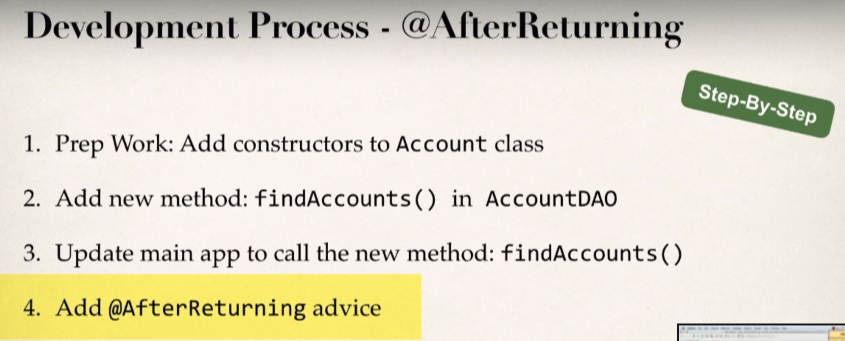 Development Process - @AfterReturning
Step-By-Step
1. Prep Work: Add constructors to Account class
2. Add new method: findAccounts() in AccountDAO
3. Update main app to call the new method: findAccounts()
4. Add @AfterReturning advice